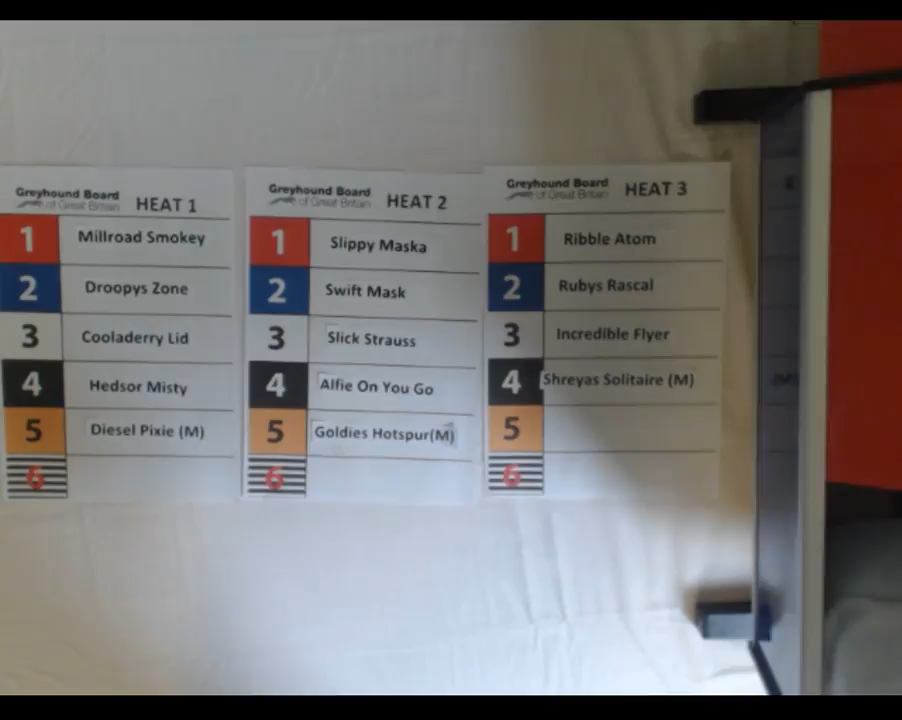 Greyhound Board
of Great Britain
HEAT 1
1 Millroad Smokey
2 Droopys Zone
3 Cooladerry Lid
4 Hedsor Misty
5 Diesel Pixie (M)
6
Greyhound Board
of Great Britain
HEAT 2
1 Slippy Maska
2 Swift Mask
3 Slick Strauss
4 Alfie On You Go
5 Goldies Hotspur(M)
6
Greyhound Board
of Great Britain
HEAT 3
1 Ribble Atom
2 Rubys Rascal
3 Incredible Flyer
4 Shreyas Solitaire (M)
5
6